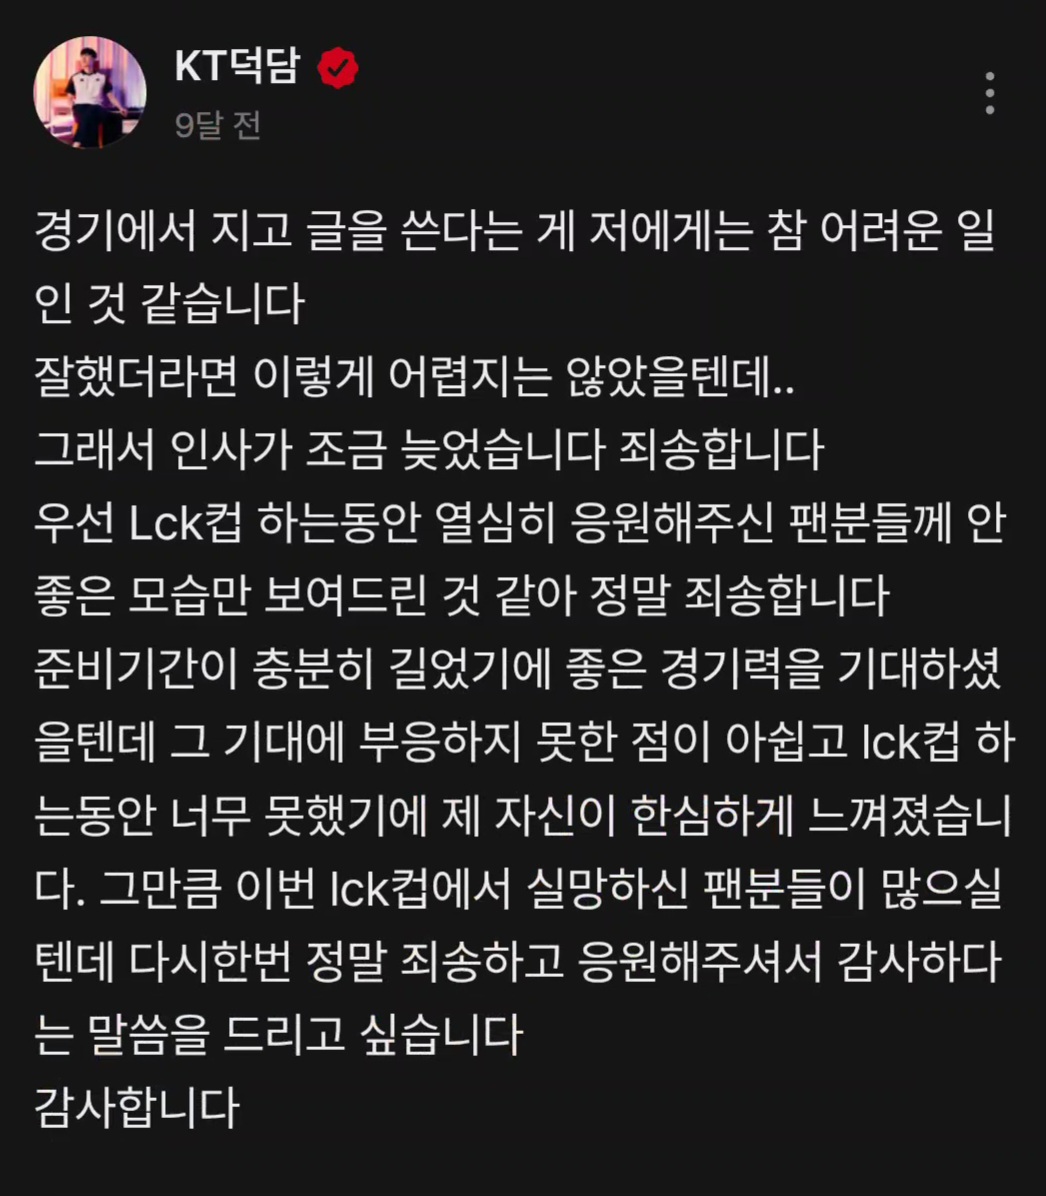 KT덕담
9달 전
경기에서 지고 글을 쓴다는 게 저에게는 참 어려운 일
인 것 같습니다
잘했더라면 이렇게 어렵지는 않았을텐데..
그래서 인사가 조금 늦었습니다 죄송합니다
우선 Lck컵 하는동안 열심히 응원해주신 팬분들께 안
좋은 모습만 보여드린 것 같아 정말 죄송합니다
준비기간이 충분히 길었기에 좋은 경기력을 기대하셨
을텐데 그 기대에 부응하지 못한 점이 아쉽고 lck컵 하
는동안 너무 못했기에 제 자신이 한심하게 느껴졌습니
다. 그만큼 이번 lck컵에서 실망하신 팬분들이 많으실
텐데 다시한번 정말 죄송하고 응원해주셔서 감사하다
는 말씀을 드리고 싶습니다
감사합니다